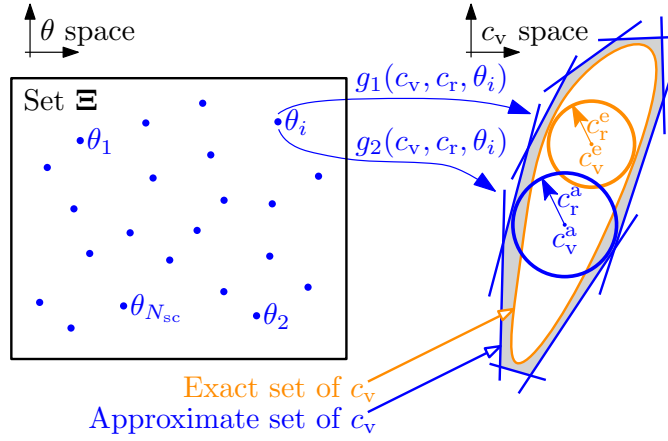 θ space
c_v space
Set Ξ
g_1(c_v, c_r, θ_i)
θ_i
θ_1
g_2(c_v, c_r, θ_i)
c_r^e
c_v^e
c_r^a
c_v^a
θ_{N_sc}
θ_2
Exact set of c_v
Approximate set of c_v